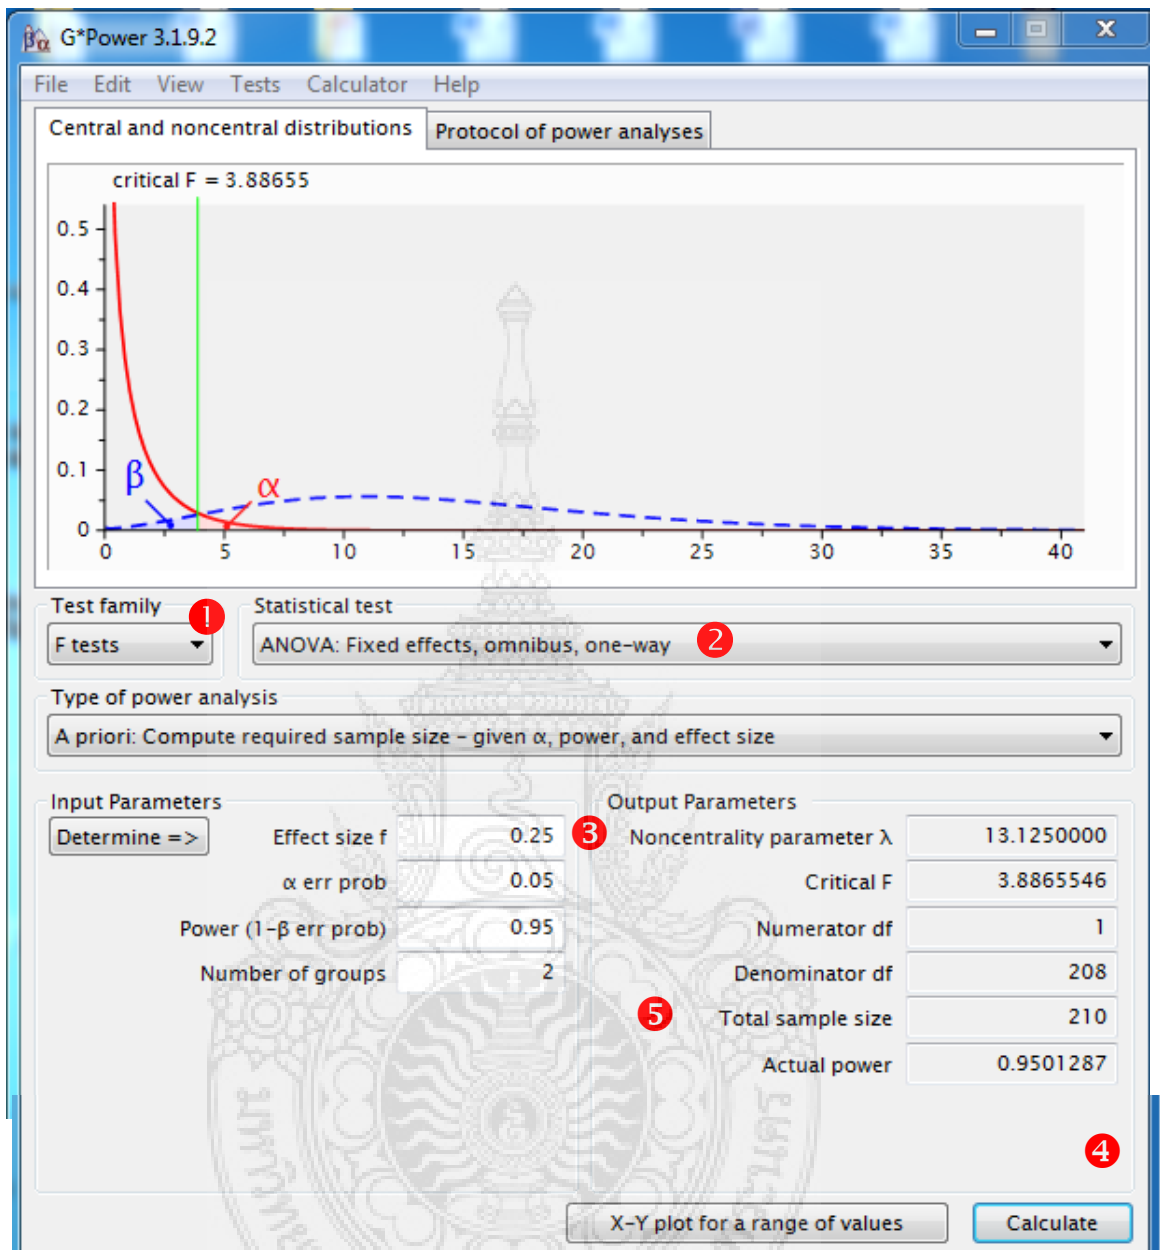 G*Power 3.1.9.2
File Edit View Tests Calculator Help
Central and noncentral distributions Protocol of power analyses
critical F = 3.88655
0.5
0.4
0.3
0.2
0.1
0
β
α
0 5 10 15 20 25 30 35 40
Test family 1 Statistical test
F tests ANOVA: Fixed effects, omnibus, one-way 2
Type of power analysis
A priori: Compute required sample size – given α, power, and effect size
Input Parameters
Determine => Effect size f 0.25 3
α err prob 0.05
Power (1-β err prob) 0.95
Number of groups 2
Output Parameters
Noncentrality parameter λ 13.1250000
Critical F 3.8865546
Numerator df 1
Denominator df 208
5 Total sample size 210
Actual power 0.9501287
4
X-Y plot for a range of values Calculate